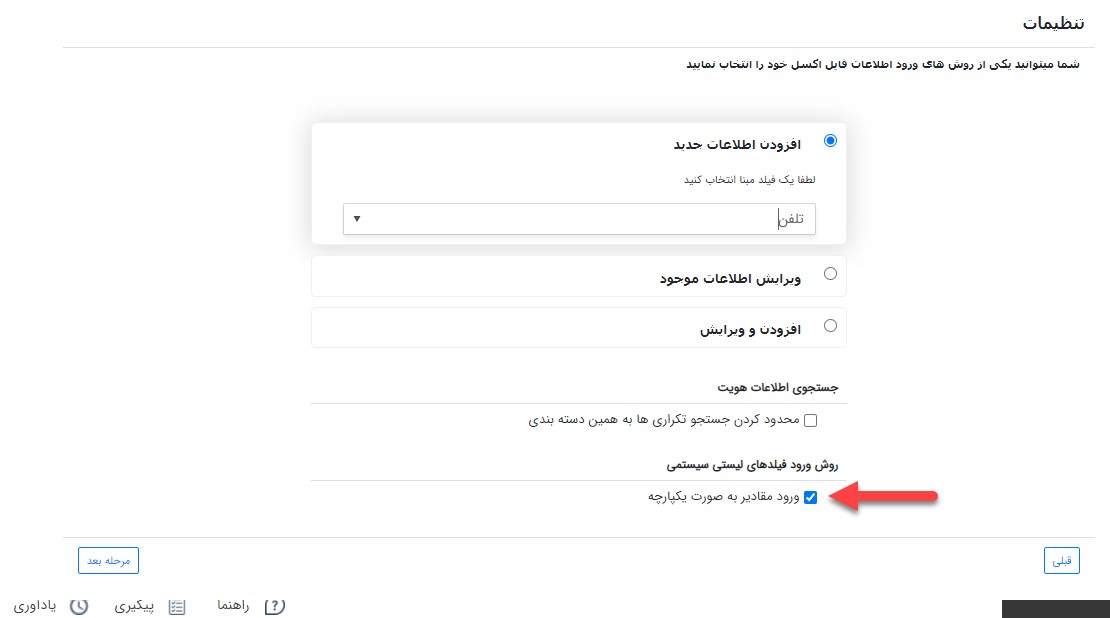 تنظیمات
شما میتوانید یکی از روش های ورود اطلاعات فایل اکسل خود را انتخاب نمایید
افزودن اطلاعات جدید
لطفا یک فیلد مبنا انتخاب کنید
تلفن
ویرایش اطلاعات موجود
افزودن و ویرایش
جستجوی اطلاعات هویت
محدود کردن جستجو تکراری ها به همین دسته بندی
روش ورود فیلدهای لیستی سیستمی
ورود مقادیر به صورت یکپارچه
قبلی
مرحله بعد
راهنما پیگیری یاداوری